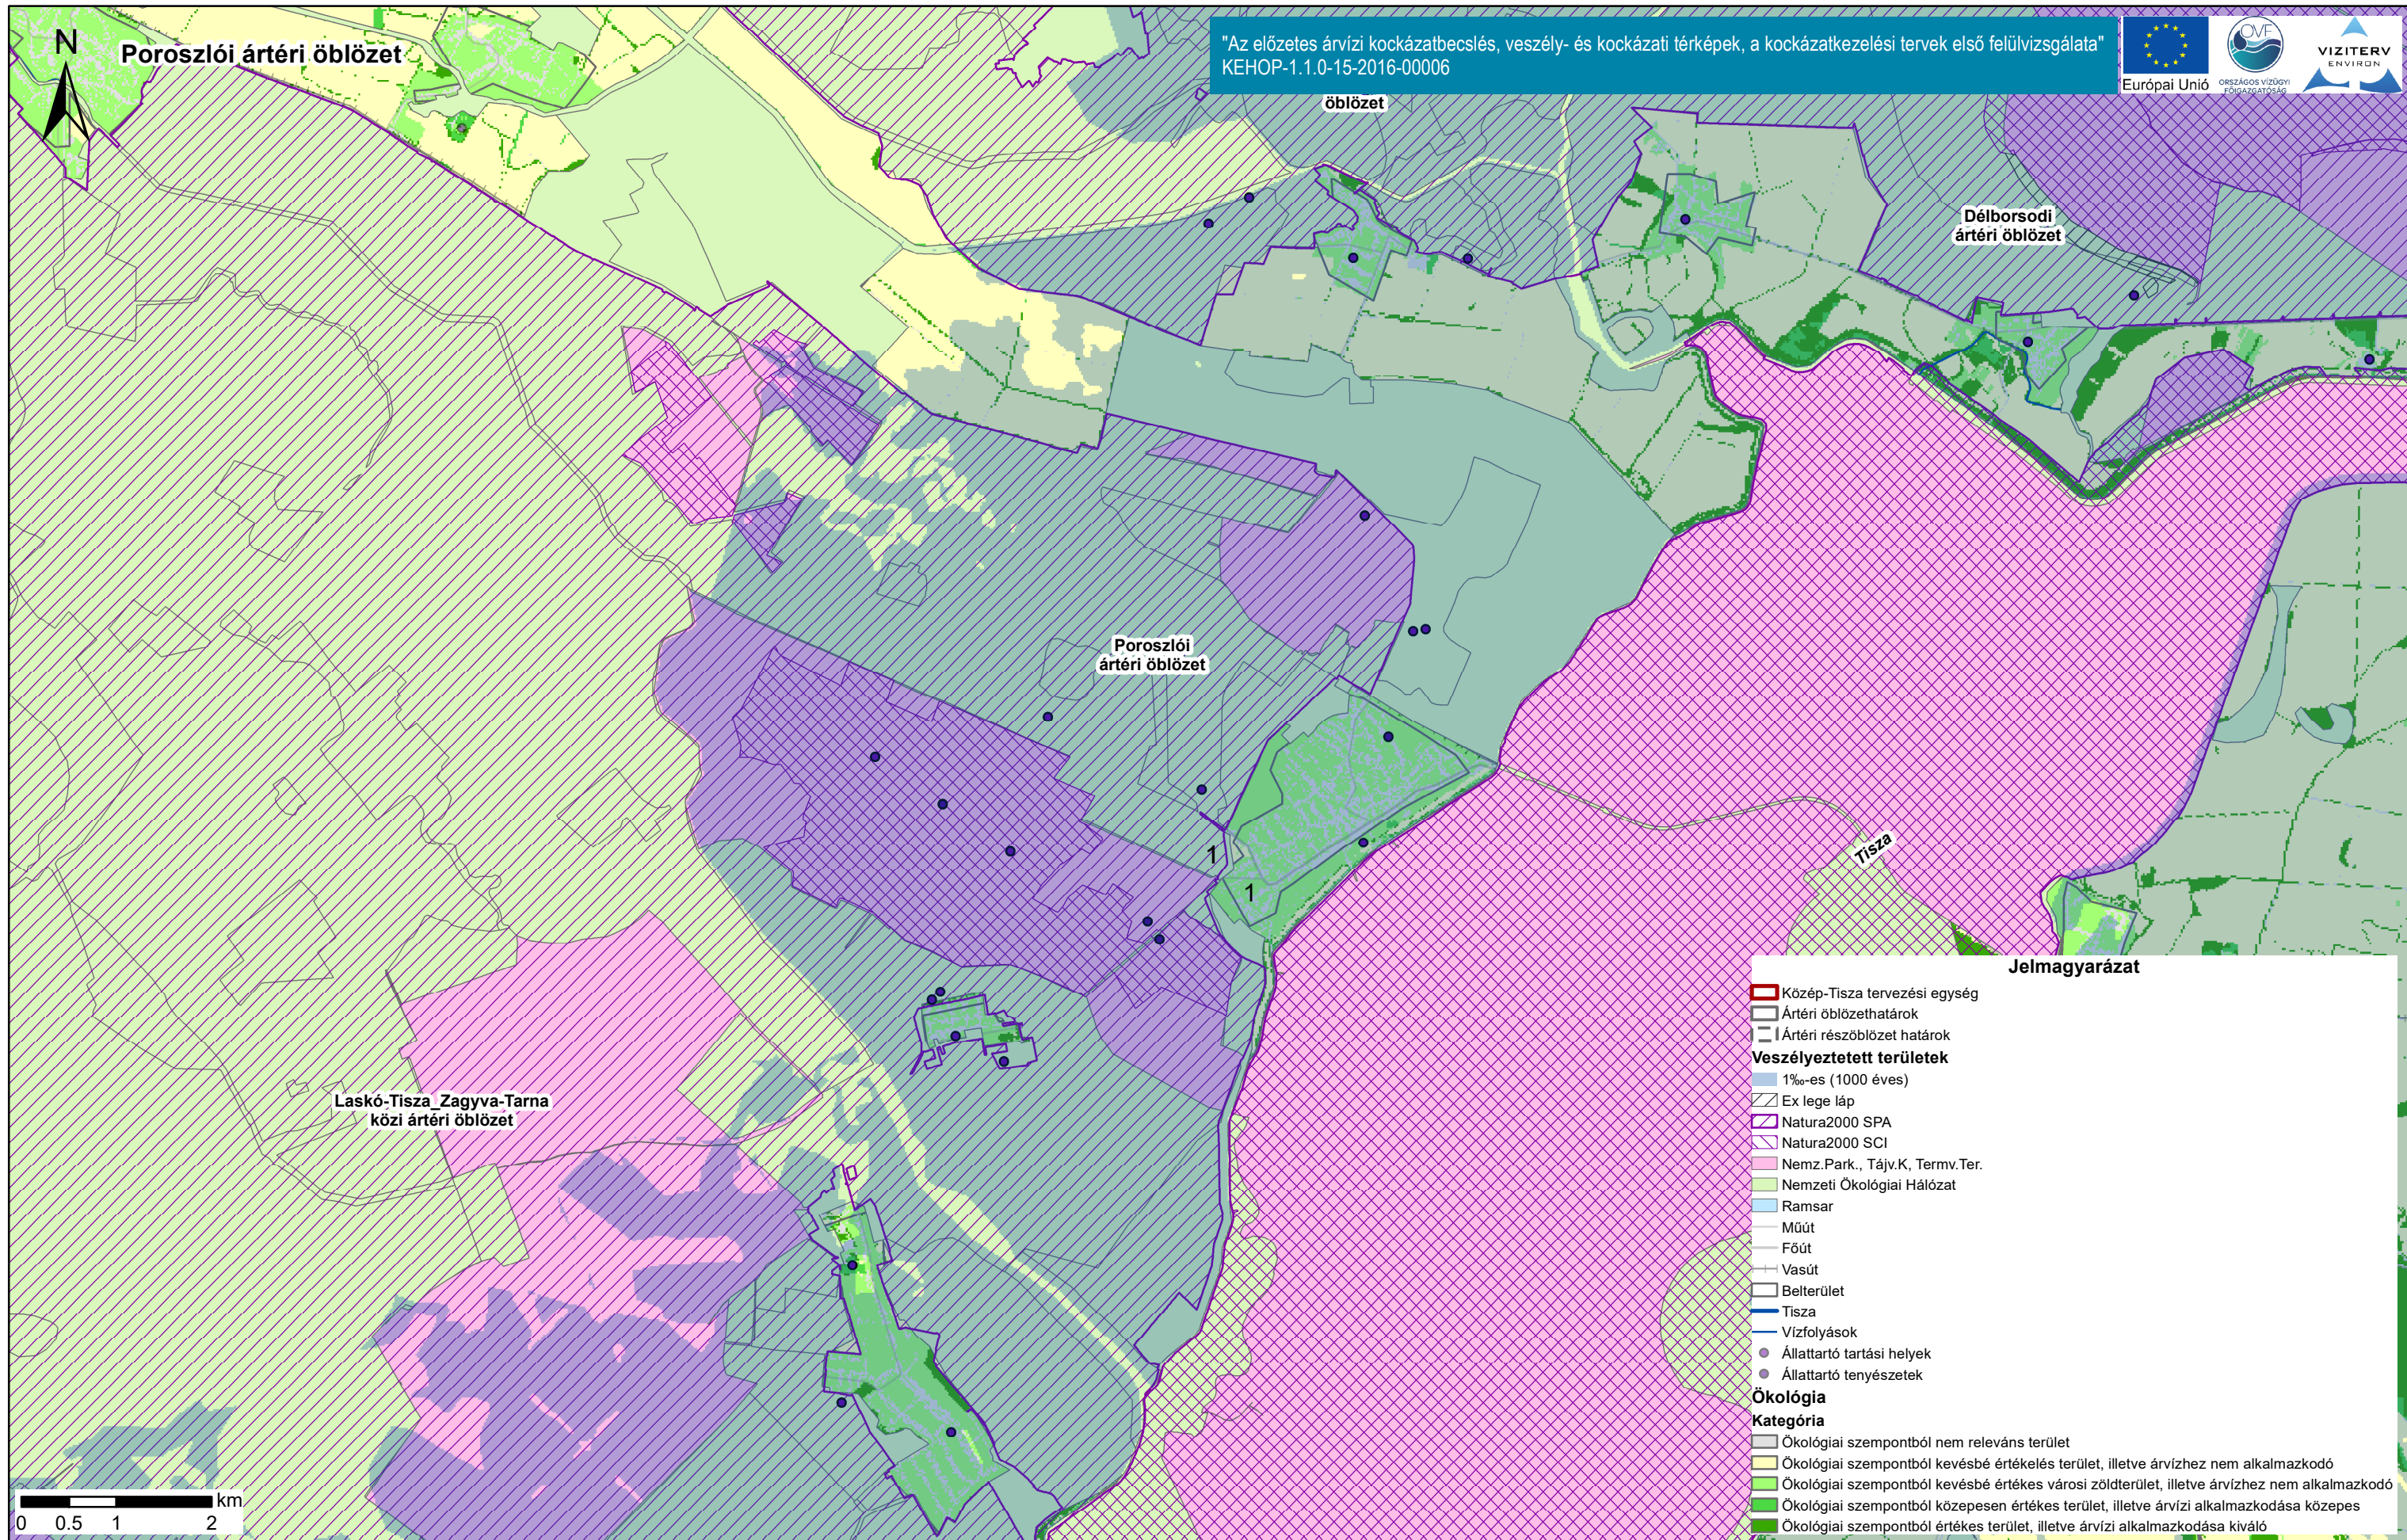 N
Poroszlói ártéri öblözet
"Az előzetes árvízi kockázatbecslés, veszély- és kockázati térképek, a kockázatkezelési tervek első felülvizsgálata"
KEHOP-1.1.0-15-2016-00006
Európai Unió
OVF
ORSZÁGOS VÍZÜGYI
FŐIGAZGATÓSÁG
VIZITERV
ENVIRON
öblözet
Délborsodi
ártéri öblözet
Poroszlói
ártéri öblözet
1
1
Tisza
Laskó-Tisza_Zagyva-Tarna
közi ártéri öblözet
Jelmagyarázat
Közép-Tisza tervezési egység
Ártéri öblözethatárok
Ártéri részöblözet határok
Veszélyeztetett területek
1‰-es (1000 éves)
Ex lege láp
Natura2000 SPA
Natura2000 SCI
Nemz.Park., Tájv.K, Termv.Ter.
Nemzeti Ökológiai Hálózat
Ramsar
Műút
Főút
Vasút
Belterület
Tisza
Vízfolyások
Állattartó tartási helyek
Állattartó tenyészetek
Ökológia
Kategória
Ökológiai szempontból nem releváns terület
Ökológiai szempontból kevésbé értékelés terület, illetve árvízhez nem alkalmazkodó
Ökológiai szempontból kevésbé értékes városi zöldterület, illetve árvízhez nem alkalmazkodó
Ökológiai szempontból közepesen értékes terület, illetve árvízi alkalmazkodása közepes
Ökológiai szempontból értékes terület, illetve árvízi alkalmazkodása kiváló
km
0 0.5 1 2